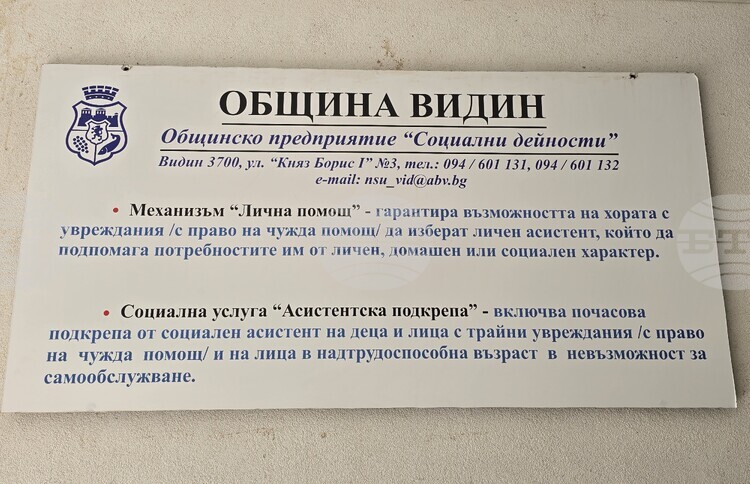 ОБЩИНА ВИДИН
Общинско предприятие “Социални дейности”
Видин 3700, ул. “Княз Борис I” №3, тел.: 094 / 601 131, 094 / 601 132
e-mail: nsu_vid@abv.bg
• Механизъм “Лична помощ” - гарантира възможността на хората с
увреждания /с право на чужда помощ/ да изберат личен асистент, който да
подпомага потребностите им от личен, домашен или социален характер.
• Социална услуга “Асистентска подкрепа” - включва почасова
подкрепа от социален асистент на деца и лица с трайни увреждания /с право
на чужда помощ/ и на лица в надтрудоспособна възраст в невъзможност за
самообслужване.